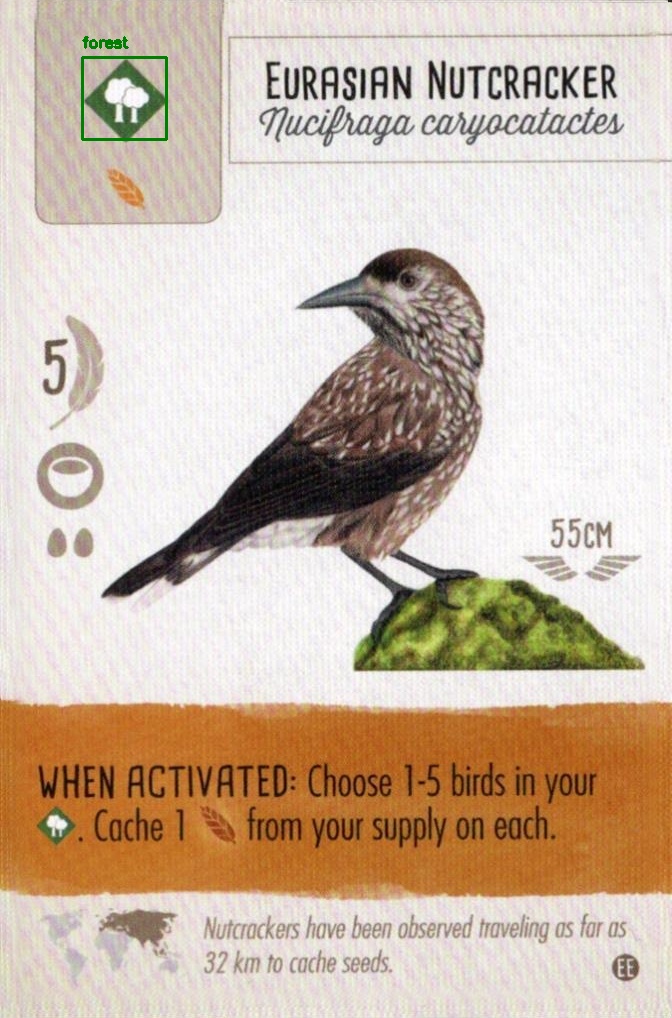 forest
EURASIAN NUTCRACKER
Nucifraga caryocatactes
5
55CM
WHEN ACTIVATED: Choose 1-5 birds in your
. Cache 1 from your supply on each.
Nutcrackers have been observed traveling as far as
32 km to cache seeds.
EE